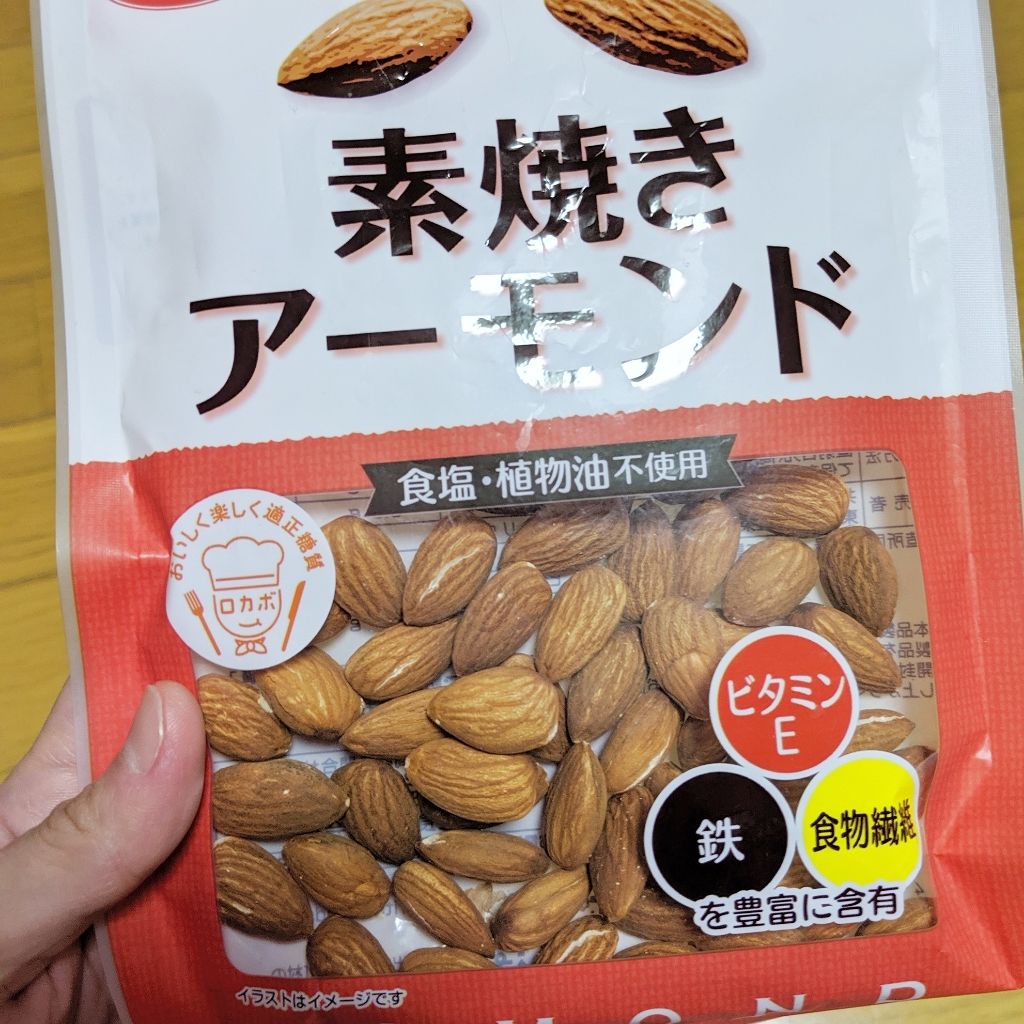 素焼き
アーモンド
食塩・植物油不使用
おいしく楽しく適正糖質
ロカボ
ビタミン
E
鉄
食物繊維
を豊富に含有
イラストはイメージです